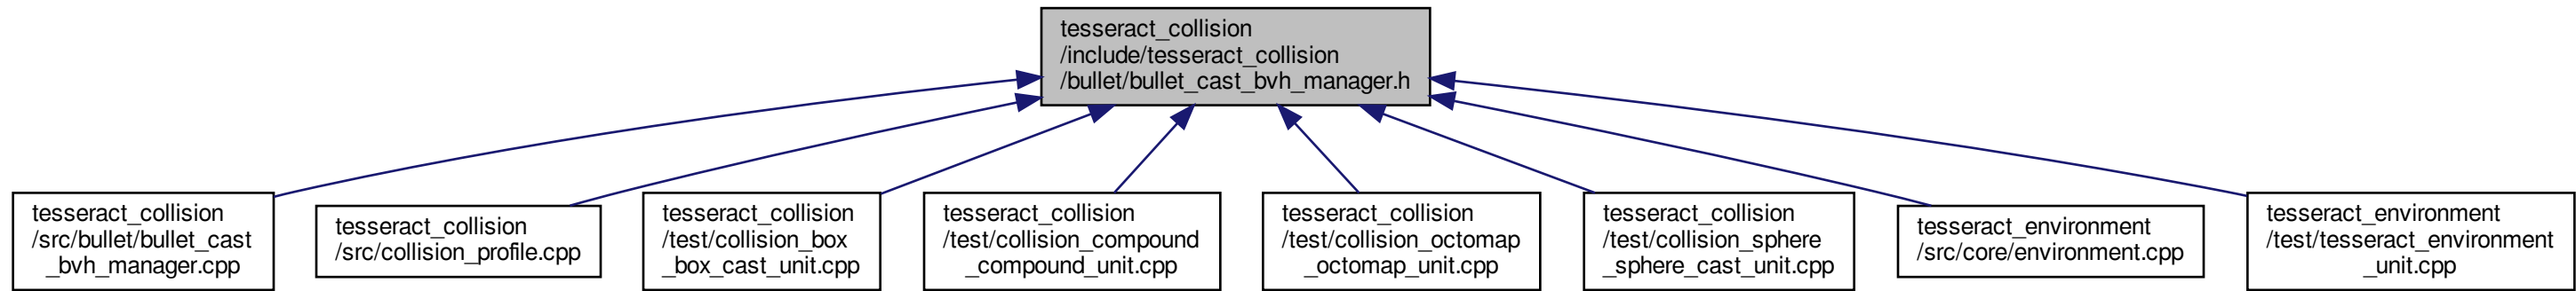 tesseract_collision
/include/tesseract_collision
/bullet/bullet_cast_bvh_manager.h
tesseract_collision
/src/bullet/bullet_cast
_bvh_manager.cpp
tesseract_collision
/src/collision_profile.cpp
tesseract_collision
/test/collision_box
_box_cast_unit.cpp
tesseract_collision
/test/collision_compound
_compound_unit.cpp
tesseract_collision
/test/collision_octomap
_octomap_unit.cpp
tesseract_collision
/test/collision_sphere
_sphere_cast_unit.cpp
tesseract_environment
/src/core/environment.cpp
tesseract_environment
/test/tesseract_environment
_unit.cpp